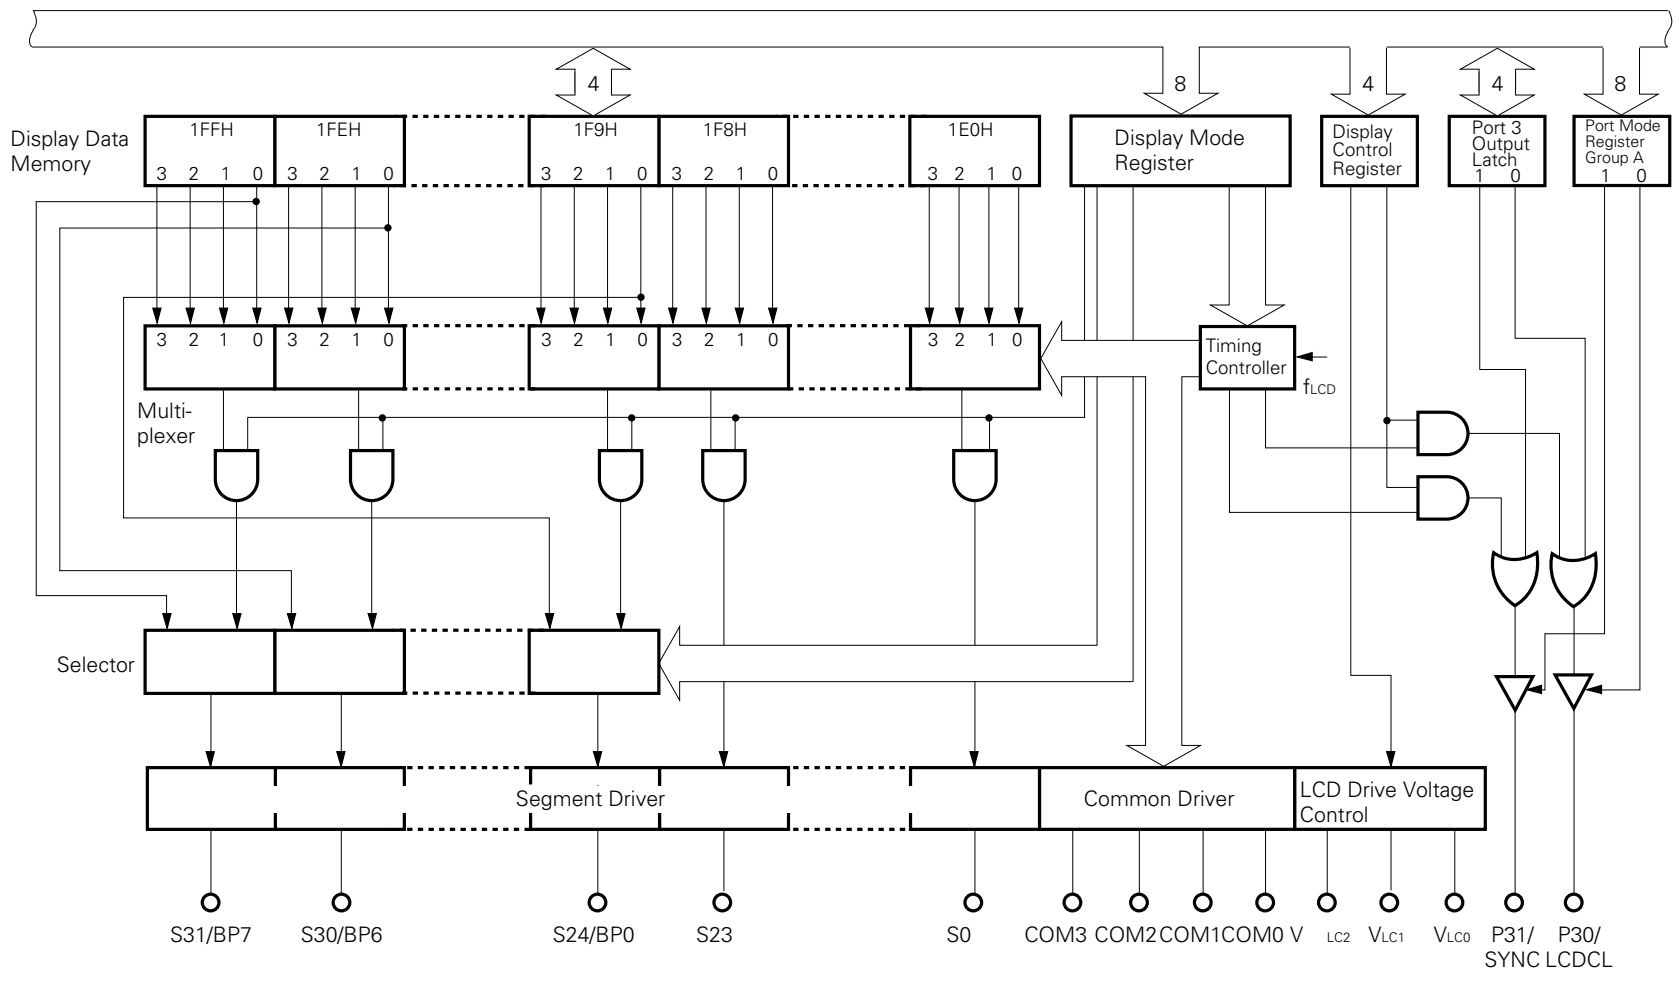 4
8
4
4
8
Display Data
Memory
1FFH
1FEH
1F9H
1F8H
1E0H
3 2 1 0 3 2 1 0
3 2 1 0 3 2 1 0
3 2 1 0
Display Mode
Register
Display
Control
Register
Port 3
Output
Latch
1 0
Port Mode
Register
Group A
1 0
3 2 1 0 3 2 1 0
3 2 1 0 3 2 1 0
3 2 1 0
Timing
Controller
fLCD
Multi-
plexer
Selector
Segment Driver
Common Driver
LCD Drive Voltage
Control
S31/BP7
S30/BP6
S24/BP0
S23
S0
COM3
COM2
COM1
COM0
V LC2
VLC1
VLC0
P31/
SYNC
P30/
LCDCL